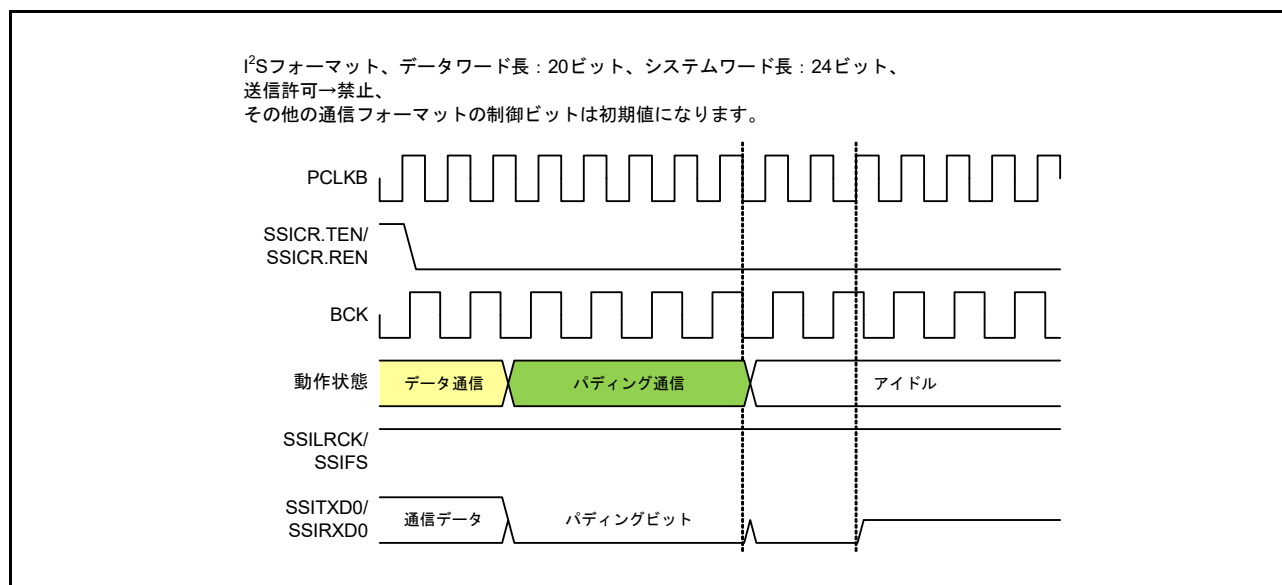 I²Sフォーマット、データワード長：20ビット、システムワード長：24ビット、
送信許可→禁止、
その他の通信フォーマットの制御ビットは初期値になります。
PCLKB
SSICR.TEN/
SSICR.REN
BCK
動作状態
データ通信
パディング通信
アイドル
SSILRCK/
SSIFS
SSITXD0/
SSIRXD0
通信データ
パディングビット